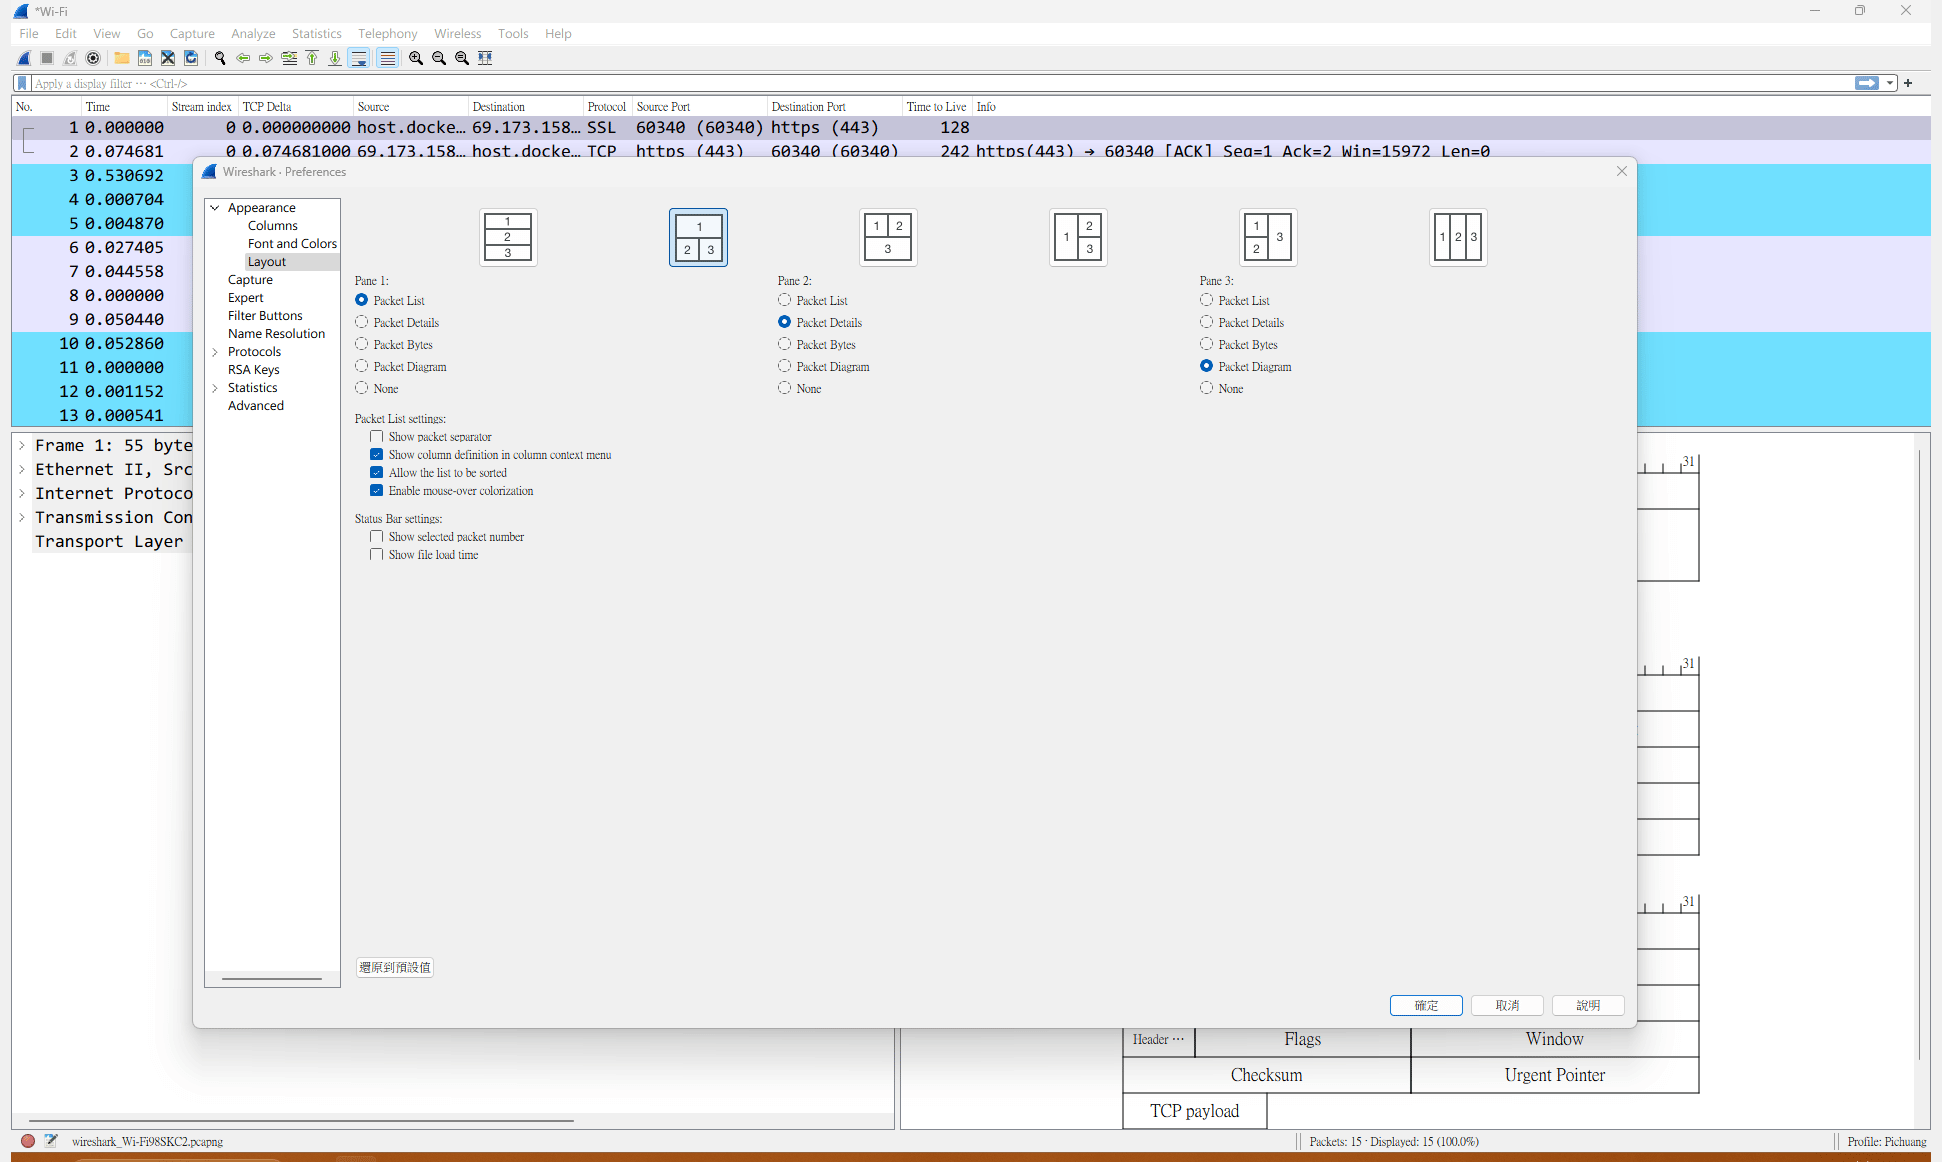 *Wi-Fi
File Edit View Go Capture Analyze Statistics Telephony Wireless Tools Help
Apply a display filter ··· <Ctrl-/>
No. Time Stream index TCP Delta Source Destination Protocol Source Port Destination Port Time to Live Info
1 0.000000 0 0.000000000 host.docke… 69.173.158… SSL 60340 (60340) https (443) 128
2 0.074681 0 0.074681000 69.173.158… host.docke… TCP https (443) 60340 (60340) 242 https(443) → 60340 [ACK] Seq=1 Ack=2 Win=15972 Len=0
3 0.530692
4 0.000704
5 0.004870
6 0.027405
7 0.044558
8 0.000000
9 0.050440
10 0.052860
11 0.000000
12 0.001152
13 0.000541
Wireshark · Preferences
Appearance
Columns
Font and Colors
Layout
Capture
Expert
Filter Buttons
Name Resolution
Protocols
RSA Keys
Statistics
Advanced
1 2 3
1 2 3
1 2 3
1 2 3
1 2 3
1 2 3
Pane 1: Pane 2: Pane 3:
Packet List Packet List Packet List
Packet Details Packet Details Packet Details
Packet Bytes Packet Bytes Packet Bytes
Packet Diagram Packet Diagram Packet Diagram
None None None
Packet List settings:
Show packet separator
Show column definition in column context menu
Allow the list to be sorted
Enable mouse-over colorization
Status Bar settings:
Show selected packet number
Show file load time
還原到預設值
確定 取消 說明
Frame 1: 55 byte
Ethernet II, Src
Internet Protoco
Transmission Con
Transport Layer
31
31
31
Header ··· Flags Window
Checksum Urgent Pointer
TCP payload
wireshark_Wi-Fi98SKC2.pcapng Packets: 15 · Displayed: 15 (100.0%) Profile: Pichuang